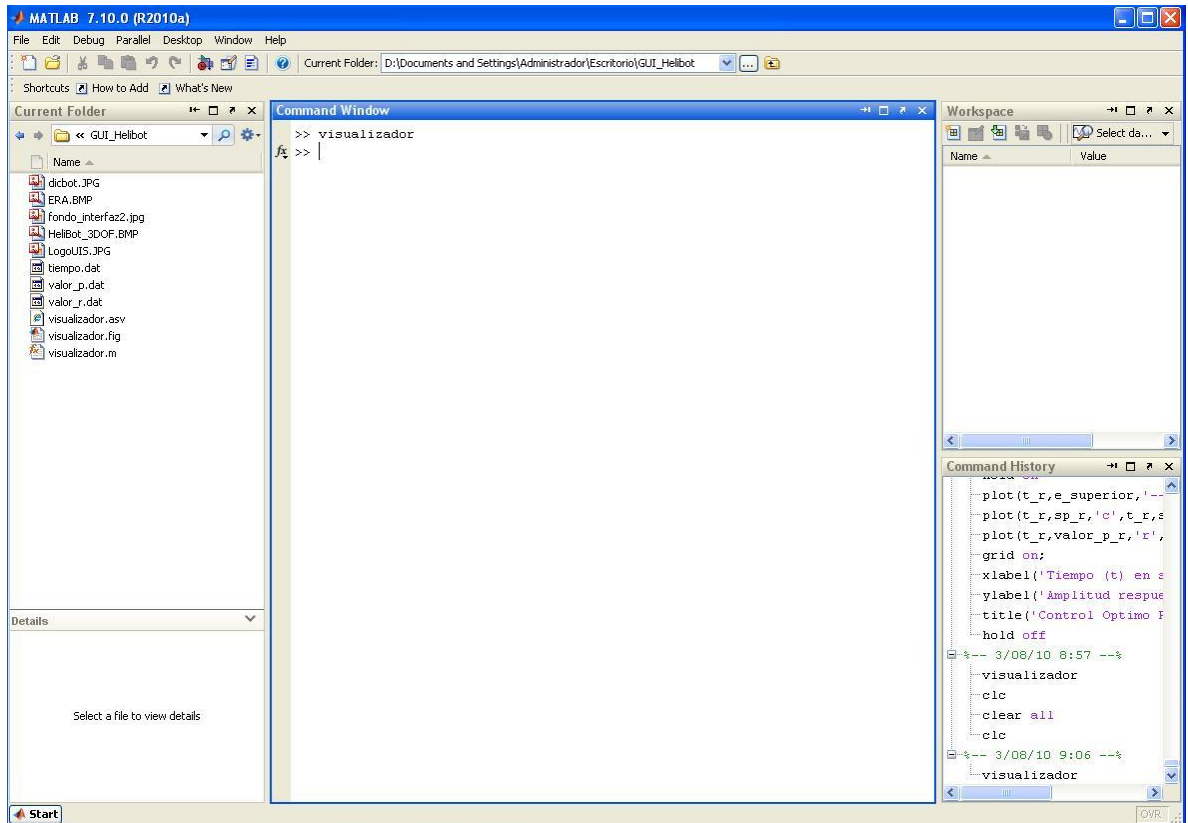 MATLAB 7.10.0 (R2010a)
File Edit Debug Parallel Desktop Window Help
Current Folder: D:\Documents and Settings\Administrador\Escritorio\GUI_Helibot
Shortcuts How to Add What's New
Current Folder
« GUI_Helibot
Name
dicbot.JPG
ERA.BMP
fondo_interfaz2.jpg
HeliBot_3DOF.BMP
LogoUIS.JPG
tiempo.dat
valor_p.dat
valor_r.dat
visualizador.asv
visualizador.fig
visualizador.m
Details
Select a file to view details
Start
Command Window
>> visualizador
fx >>
Workspace
Select da...
Name Value
Command History
hold on
plot(t_r,e_superior,'--
plot(t_r,sp_r,'c',t_r,s
plot(t_r,valor_p_r,'r',
grid on;
xlabel('Tiempo (t) en s
ylabel('Amplitud respue
title('Control Optimo P
hold off
%-- 3/08/10 8:57 --%
visualizador
clc
clear all
clc
%-- 3/08/10 9:06 --%
visualizador
OVR